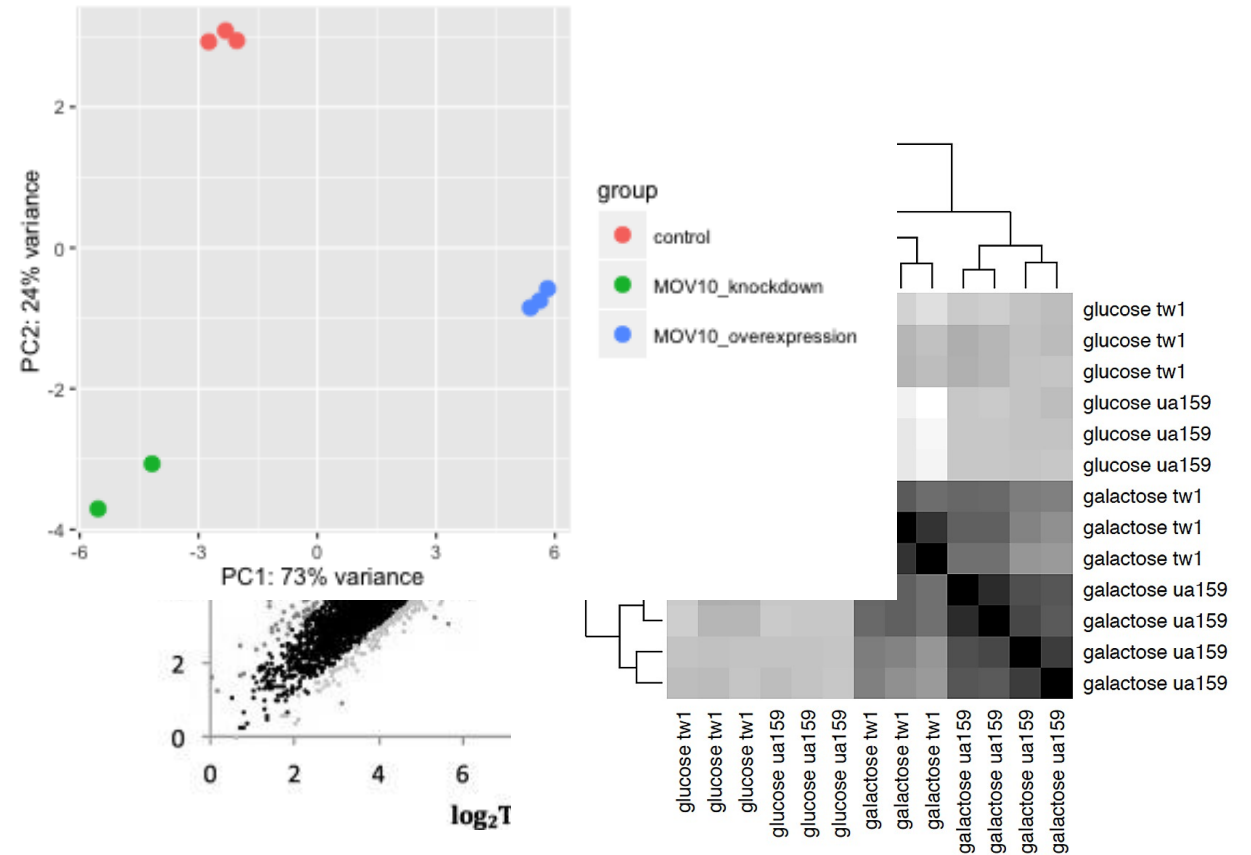 2
0
-2
-4
-6
-3
0
3
6
PC1: 73% variance
PC2: 24% variance
group
control
MOV10_knockdown
MOV10_overexpression
2
0
0
2
4
6
log2T
glucose tw1
glucose tw1
glucose tw1
glucose ua159
glucose ua159
glucose ua159
galactose tw1
galactose tw1
galactose tw1
galactose ua159
galactose ua159
galactose ua159
galactose ua159
glucose tw1
glucose tw1
glucose tw1
glucose ua159
glucose ua159
glucose ua159
galactose tw1
galactose tw1
galactose tw1
galactose ua159
galactose ua159
galactose ua159
galactose ua159